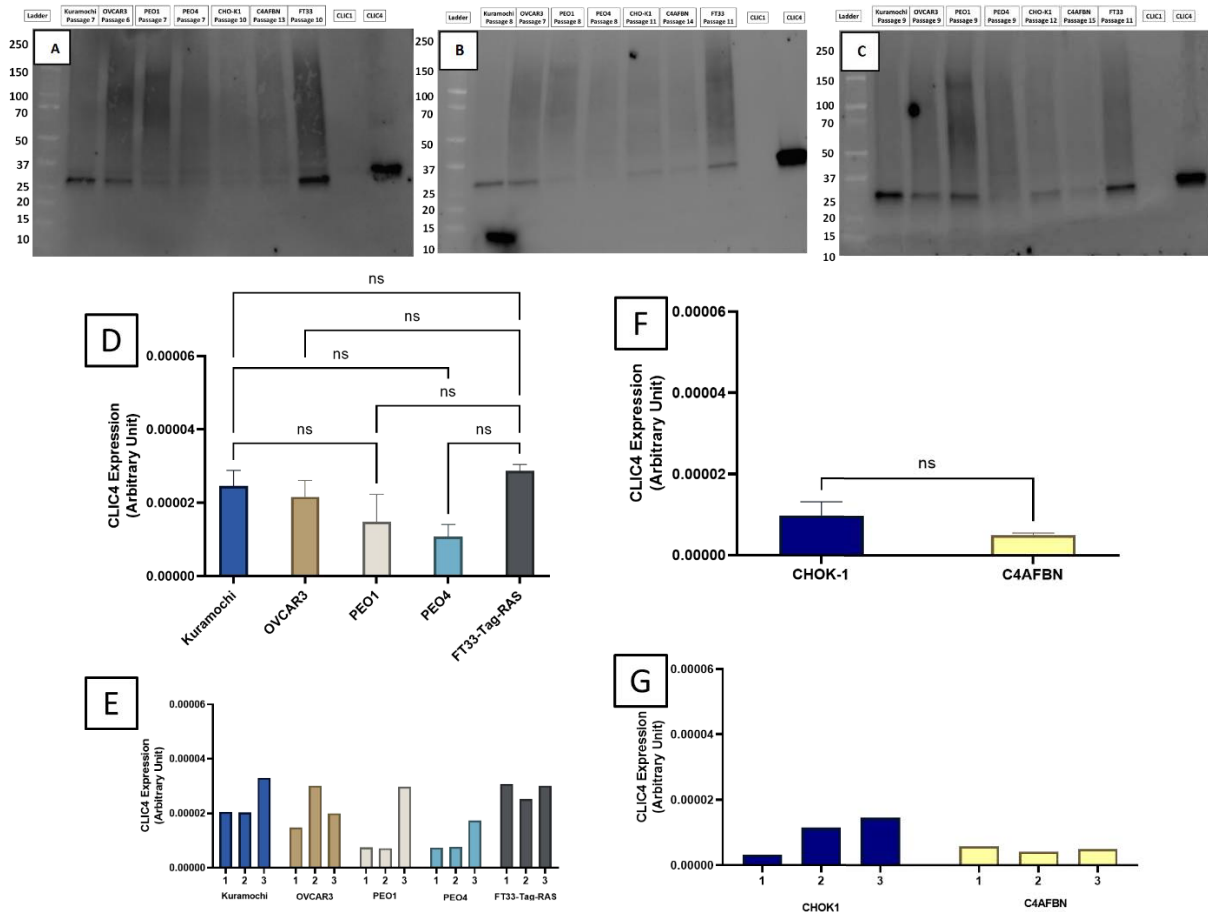 Ladder Kuramochi Passage 7 OVCAR3 Passage 6 PEO1 Passage 7 PEO4 Passage 7 CHO-K1 Passage 10 C4AFBN Passage 13 FT33 Passage 10 CLIC1 CLIC4
A
250
150
100
70
50
37
25
20
15
10
Ladder Kuramochi Passage 8 OVCAR3 Passage 7 PEO1 Passage 8 PEO4 Passage 8 CHO-K1 Passage 11 C4AFBN Passage 14 FT33 Passage 11 CLIC1 CLIC4
B
250
150
100
70
50
37
25
20
15
10
Ladder Kuramochi Passage 9 OVCAR3 Passage 9 PEO1 Passage 9 PEO4 Passage 9 CHO-K1 Passage 12 C4AFBN Passage 15 FT33 Passage 11 CLIC1 CLIC4
C
250
150
100
70
50
37
25
20
15
10
D
CLIC4 Expression
(Arbitrary Unit)
0.00006
0.00004
0.00002
0.00000
ns
ns
ns
ns
ns
ns
Kuramochi
OVCAR3
PEO1
PEO4
FT33-Tag-RAS
F
CLIC4 Expression
(Arbitrary Unit)
0.00006
0.00004
0.00002
0.00000
ns
CHOK-1
C4AFBN
E
CLIC4 Expression
(Arbitrary Unit)
0.00006
0.00004
0.00002
0.00000
1 2 3 1 2 3 1 2 3 1 2 3 1 2 3
Kuramochi OVCAR3 PEO1 PEO4 FT33-Tag-RAS
G
CLIC4 Expression
(Arbitrary Unit)
0.00006
0.00004
0.00002
0.00000
1 2 3 1 2 3
CHOK1 C4AFBN